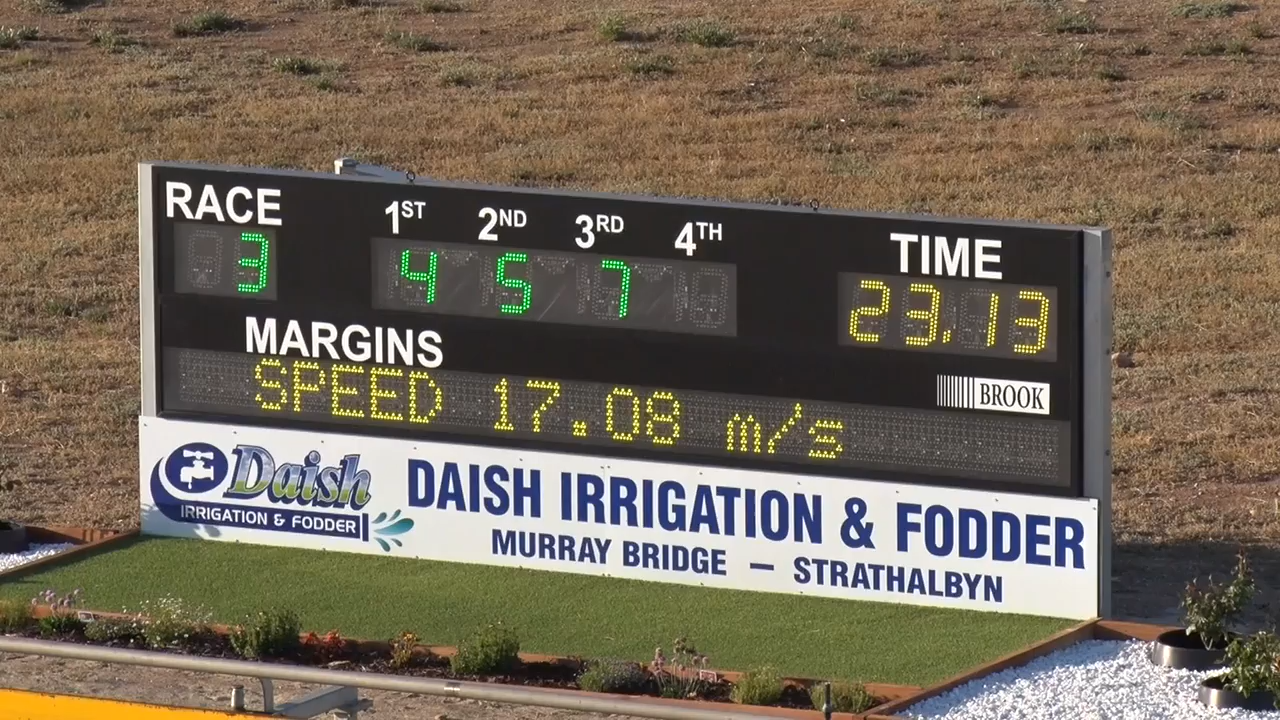 RACE 1ST 2ND 3RD 4TH TIME
3 4 5 7 23.13
MARGINS
BROOK
SPEED 17.08 m/s
Daish
IRRIGATION & FODDER
DAISH IRRIGATION & FODDER
MURRAY BRIDGE – STRATHALBYN